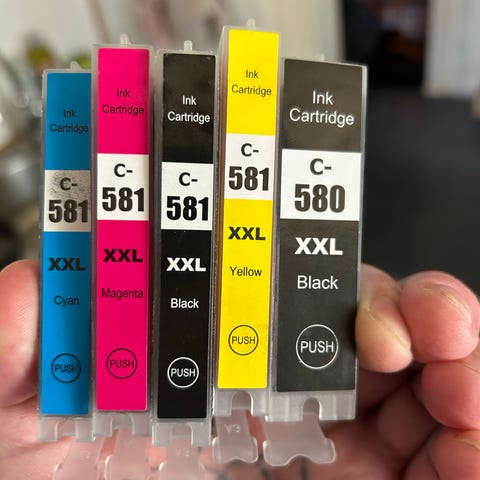 Ink
Cartridge
C-
581
XXL
Cyan
PUSH
Ink
Cartridge
C-
581
XXL
Magenta
PUSH
Ink
Cartridge
C-
581
XXL
Black
PUSH
Ink
Cartridge
C-
581
XXL
Yellow
PUSH
V3
Ink
Cartridge
C-
580
XXL
Black
PUSH